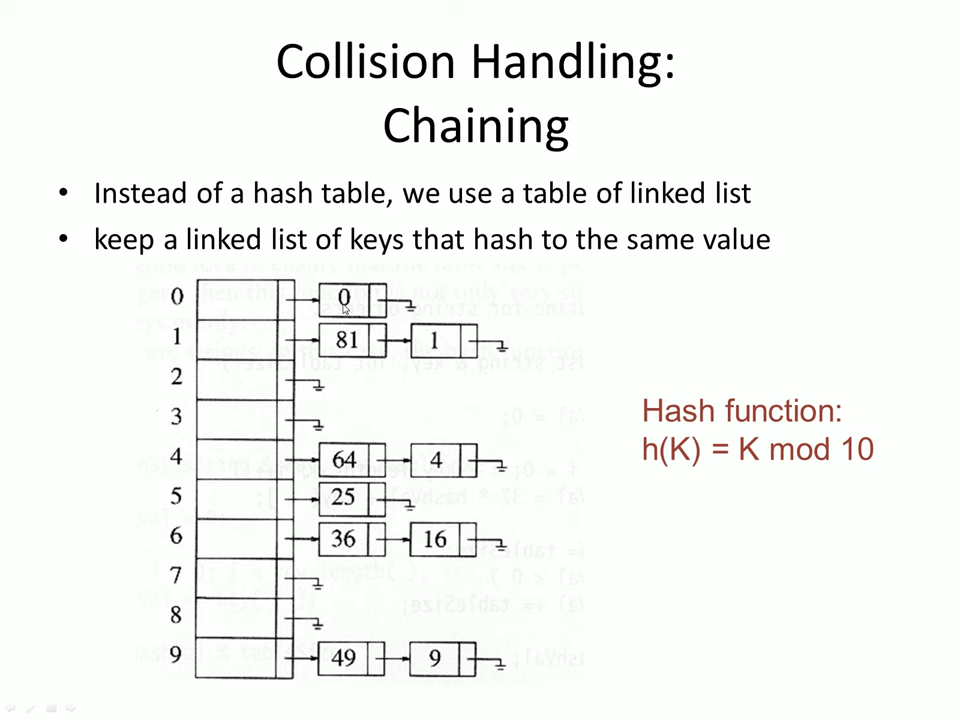 Collision Handling:
Chaining
• Instead of a hash table, we use a table of linked list
• keep a linked list of keys that hash to the same value
0 0
1 81 1
2
3
4 64 4
5 25
6 36 16
7
8
9 49 9
Hash function:
h(K) = K mod 10